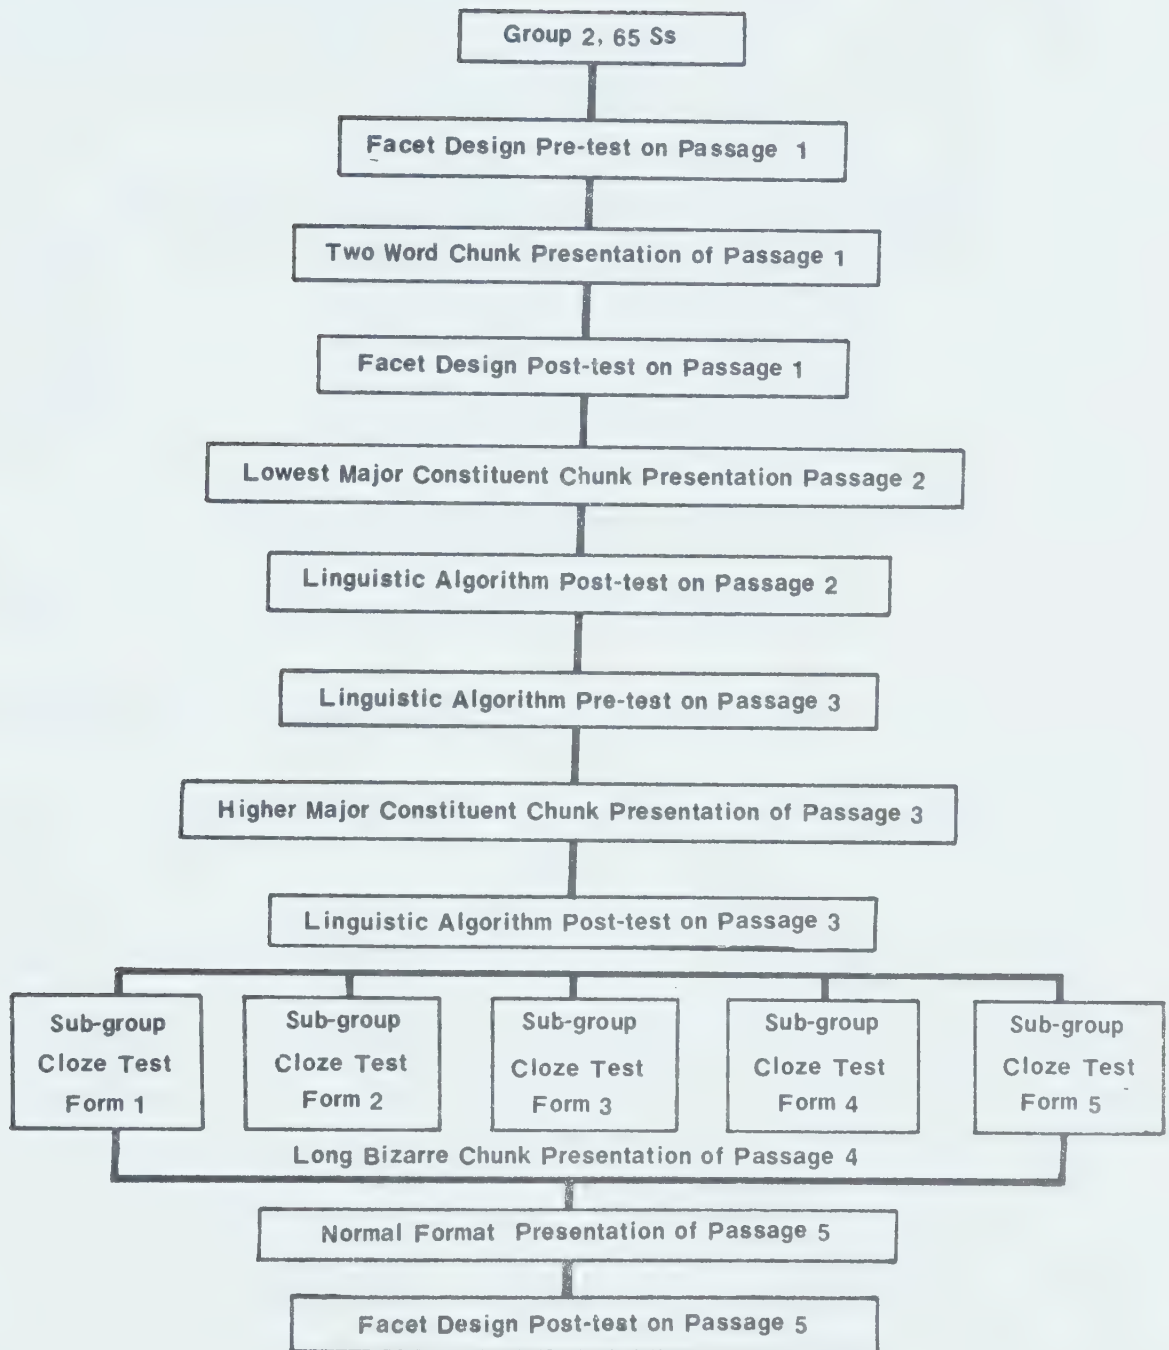 Group 2, 65 Ss
Facet Design Pre-test on Passage 1
Two Word Chunk Presentation of Passage 1
Facet Design Post-test on Passage 1
Lowest Major Constituent Chunk Presentation Passage 2
Linguistic Algorithm Post-test on Passage 2
Linguistic Algorithm Pre-test on Passage 3
Higher Major Constituent Chunk Presentation of Passage 3
Linguistic Algorithm Post-test on Passage 3
Sub-group
Cloze Test
Form 1
Sub-group
Cloze Test
Form 2
Sub-group
Cloze Test
Form 3
Sub-group
Cloze Test
Form 4
Sub-group
Cloze Test
Form 5
Long Bizarre Chunk Presentation of Passage 4
Normal Format Presentation of Passage 5
Facet Design Post-test on Passage 5